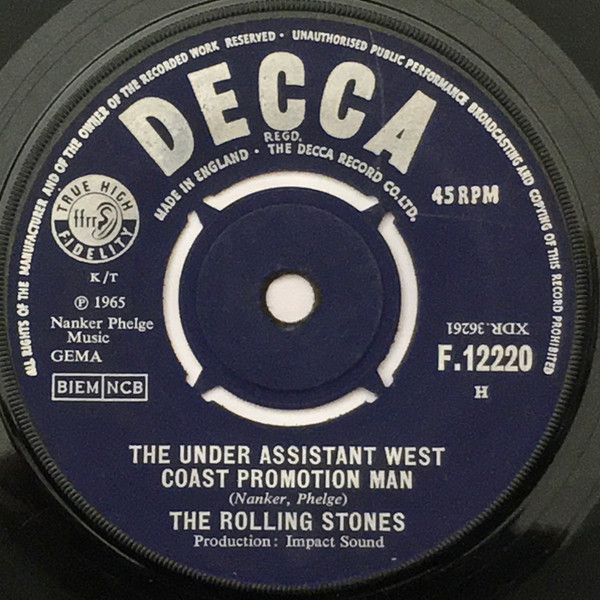 ALL RIGHTS OF THE MANUFACTURER AND OF THE OWNER OF THE RECORDED WORK RESERVED · UNAUTHORISED PUBLIC PERFORMANCE BROADCASTING AND COPYING OF THIS RECORD PROHIBITED
DECCA
REGD.
MADE IN ENGLAND · THE DECCA RECORD CO. LTD.
TRUE HIGH
ffrr
FIDELITY
45 RPM
K/T
℗ 1965
Nanker Phelge
Music
GEMA
BIEM NCB
XDR.36261
F.12220
H
THE UNDER ASSISTANT WEST
COAST PROMOTION MAN
(Nanker, Phelge)
THE ROLLING STONES
Production: Impact Sound